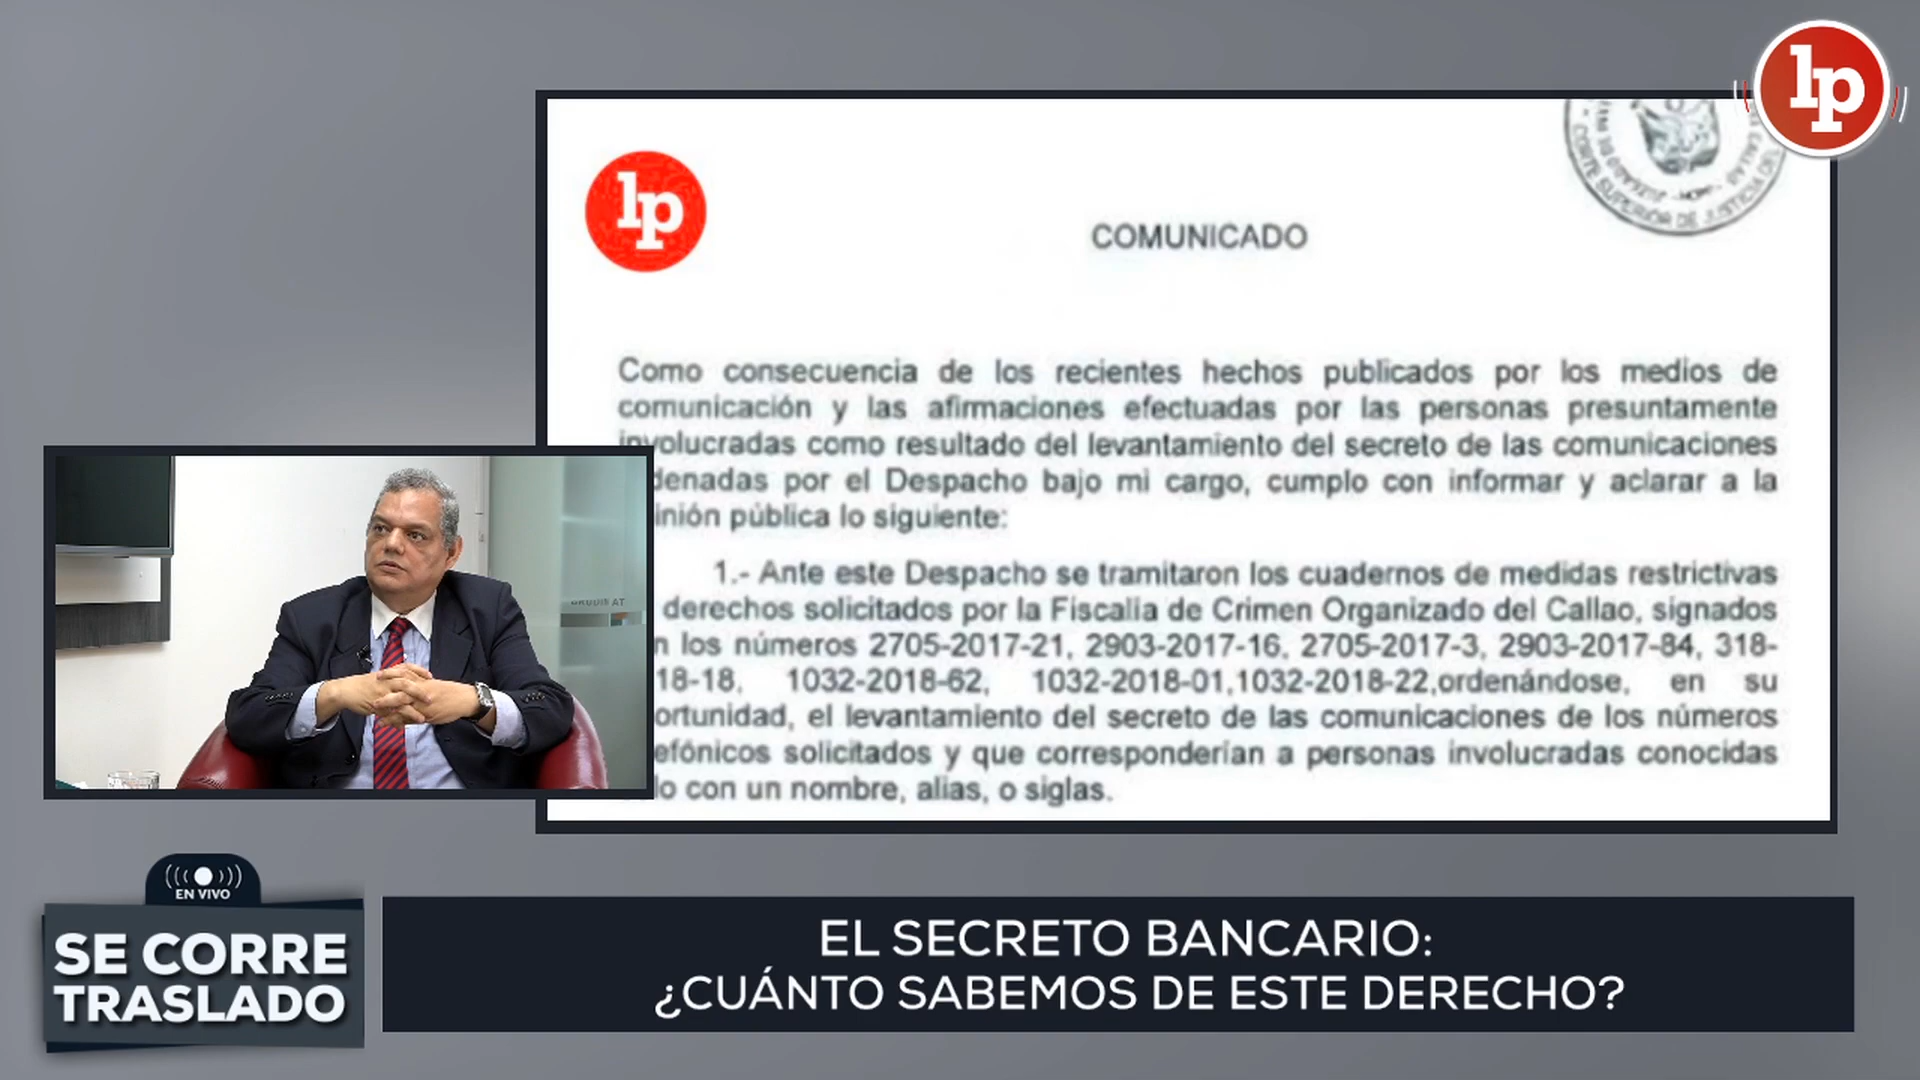 lp
lp
CORTE SUPERIOR DE JUSTICIA DEL
COMUNICADO
Como consecuencia de los recientes hechos publicados por los medios de
comunicación y las afirmaciones efectuadas por las personas presuntamente
involucradas como resultado del levantamiento del secreto de las comunicaciones
denadas por el Despacho bajo mi cargo, cumplo con informar y aclarar a la
inión pública lo siguiente:
1.- Ante este Despacho se tramitaron los cuadernos de medidas restrictivas
derechos solicitados por la Fiscalia de Crimen Organizado del Callao, signados
n los números 2705-2017-21, 2903-2017-16, 2705-2017-3, 2903-2017-84, 318-
18-18, 1032-2018-62, 1032-2018-01,1032-2018-22,ordenándose, en su
ortunidad, el levantamiento del secreto de las comunicaciones de los números
efónicos solicitados y que corresponderían a personas involucradas conocidas
lo con un nombre, alias, o siglas.
EN VIVO
SE CORRE
TRASLADO
EL SECRETO BANCARIO:
¿CUÁNTO SABEMOS DE ESTE DERECHO?